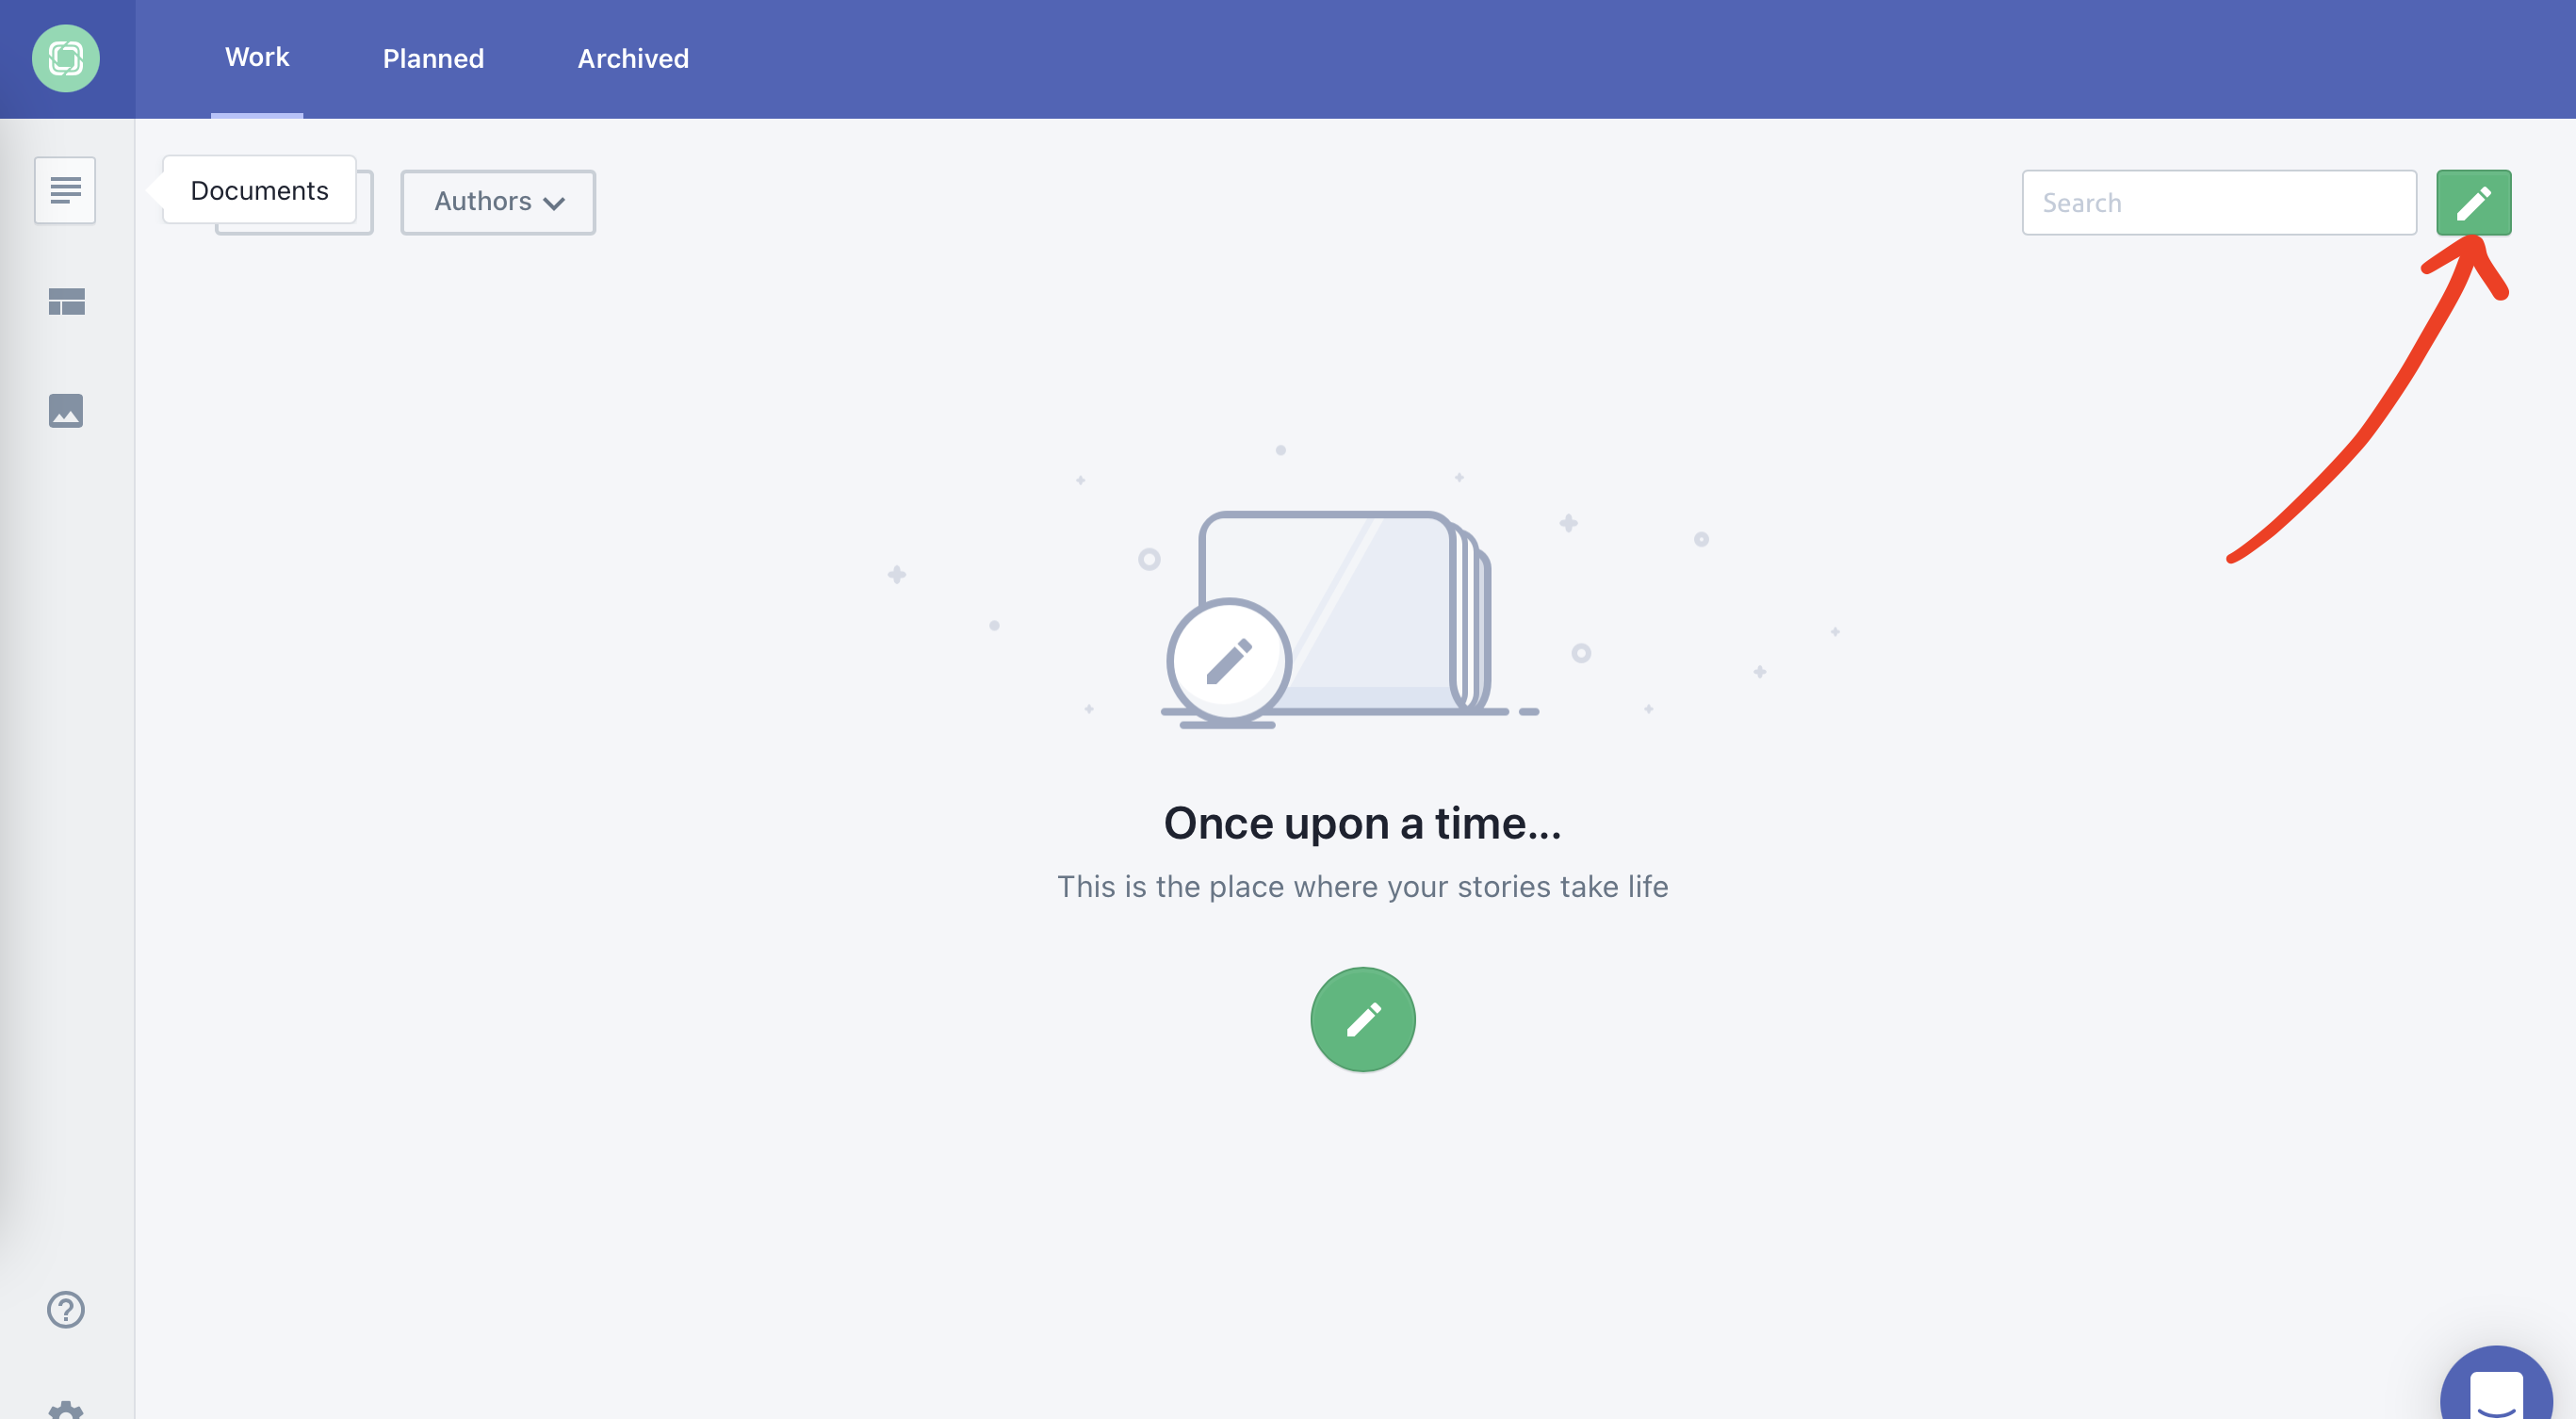 Work
Planned
Archived
Documents
Authors
Search
Once upon a time...
This is the place where your stories take life